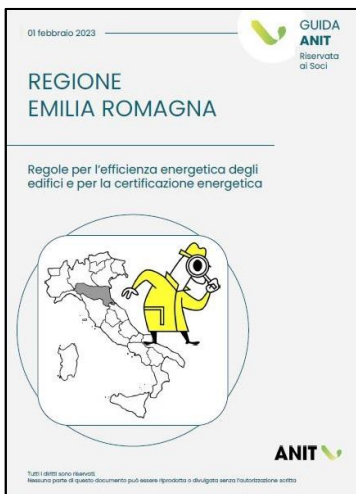 01 febbraio 2023
GUIDA
ANIT
Riservata
ai Soci
REGIONE
EMILIA ROMAGNA
Regole per l'efficienza energetica degli
edifici e per la certificazione energetica
ANIT
Tutti i diritti sono riservati.
Nessuna parte di questo documento può essere riprodotta o divulgata senza l'autorizzazione scritta